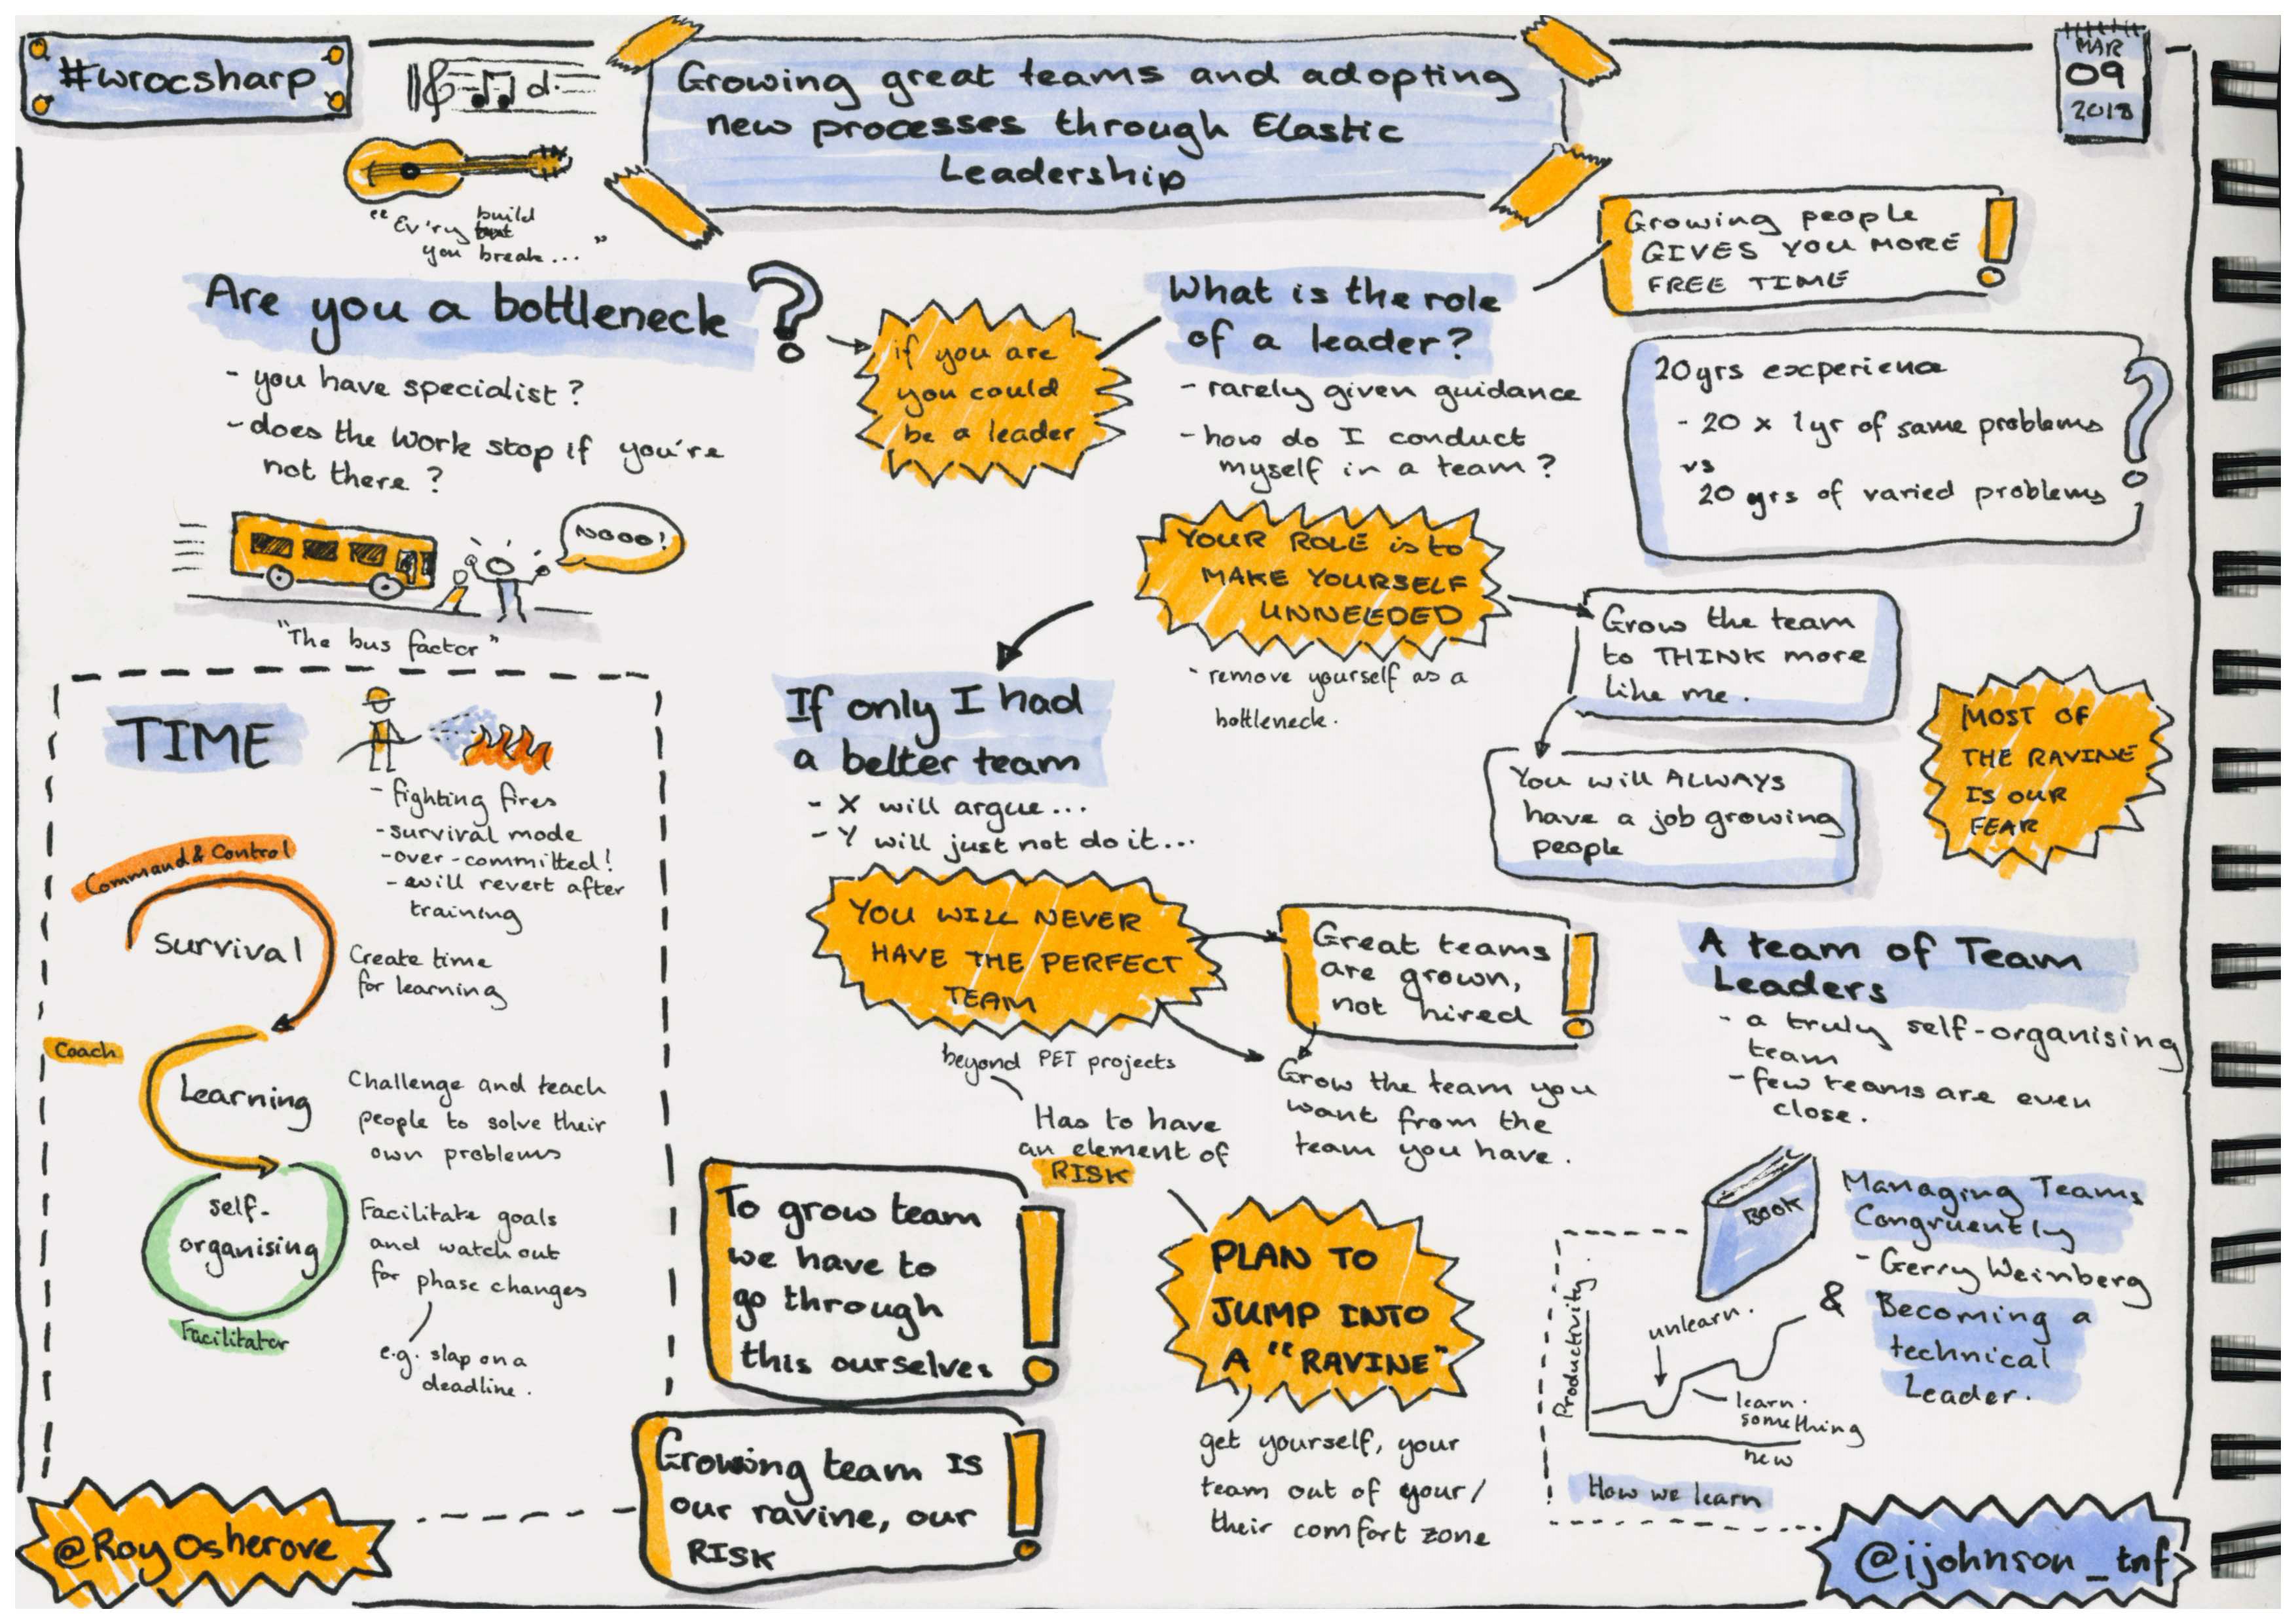 #wrocsharp
Growing great teams and adopting
new processes through Elastic
Leadership
MAR
09
2018
"Ev'ry build
you break..."
Are you a bottleneck ?
- you have specialist?
- does the work stop if you're
not there?
NOOO!
"The bus factor"
if you are
you could
be a leader
What is the role
of a leader?
- rarely given guidance
- how do I conduct
myself in a team?
Growing people
GIVES YOU MORE
FREE TIME !
20yrs experience
- 20 x 1yr of same problems
vs
20 yrs of varied problems
?
YOUR ROLE is to
MAKE YOURSELF
UNNEEDED
- remove yourself as a
bottleneck.
Grow the team
to THINK more
like me.
You will ALWAYS
have a job growing
people
MOST OF
THE RAVINE
IS OUR
FEAR
TIME
- fighting fires
- survival mode
- over-committed!
- will revert after
training
Command & Control
Survival
Create time
for learning
Coach
Learning
Challenge and teach
people to solve their
own problems
self-
organising
Facilitate goals
and watch out
for phase changes
Facilitator
e.g. slap on a
deadline.
If only I had
a better team
- X will argue...
- Y will just not do it...
YOU WILL NEVER
HAVE THE PERFECT
TEAM
Great teams
are grown,
not hired !
beyond PET projects
Has to have
an element of
RISK
Grow the team you
want from the
team you have.
A team of Team
Leaders
- a truly self-organising
team
- few teams are even
close.
To grow team
we have to
go through
this ourselves !
Growing team IS
our ravine, our
RISK !
PLAN TO
JUMP INTO
A "RAVINE"
get yourself, your
team out of your/
their comfort zone
BOOK
Managing Teams
Congruently
- Gerry Weinberg
&
Becoming a
technical
Leader.
Productivity
unlearn.
learn
something
new
How we learn
@RoyOsherove
@ijohnson_tnf